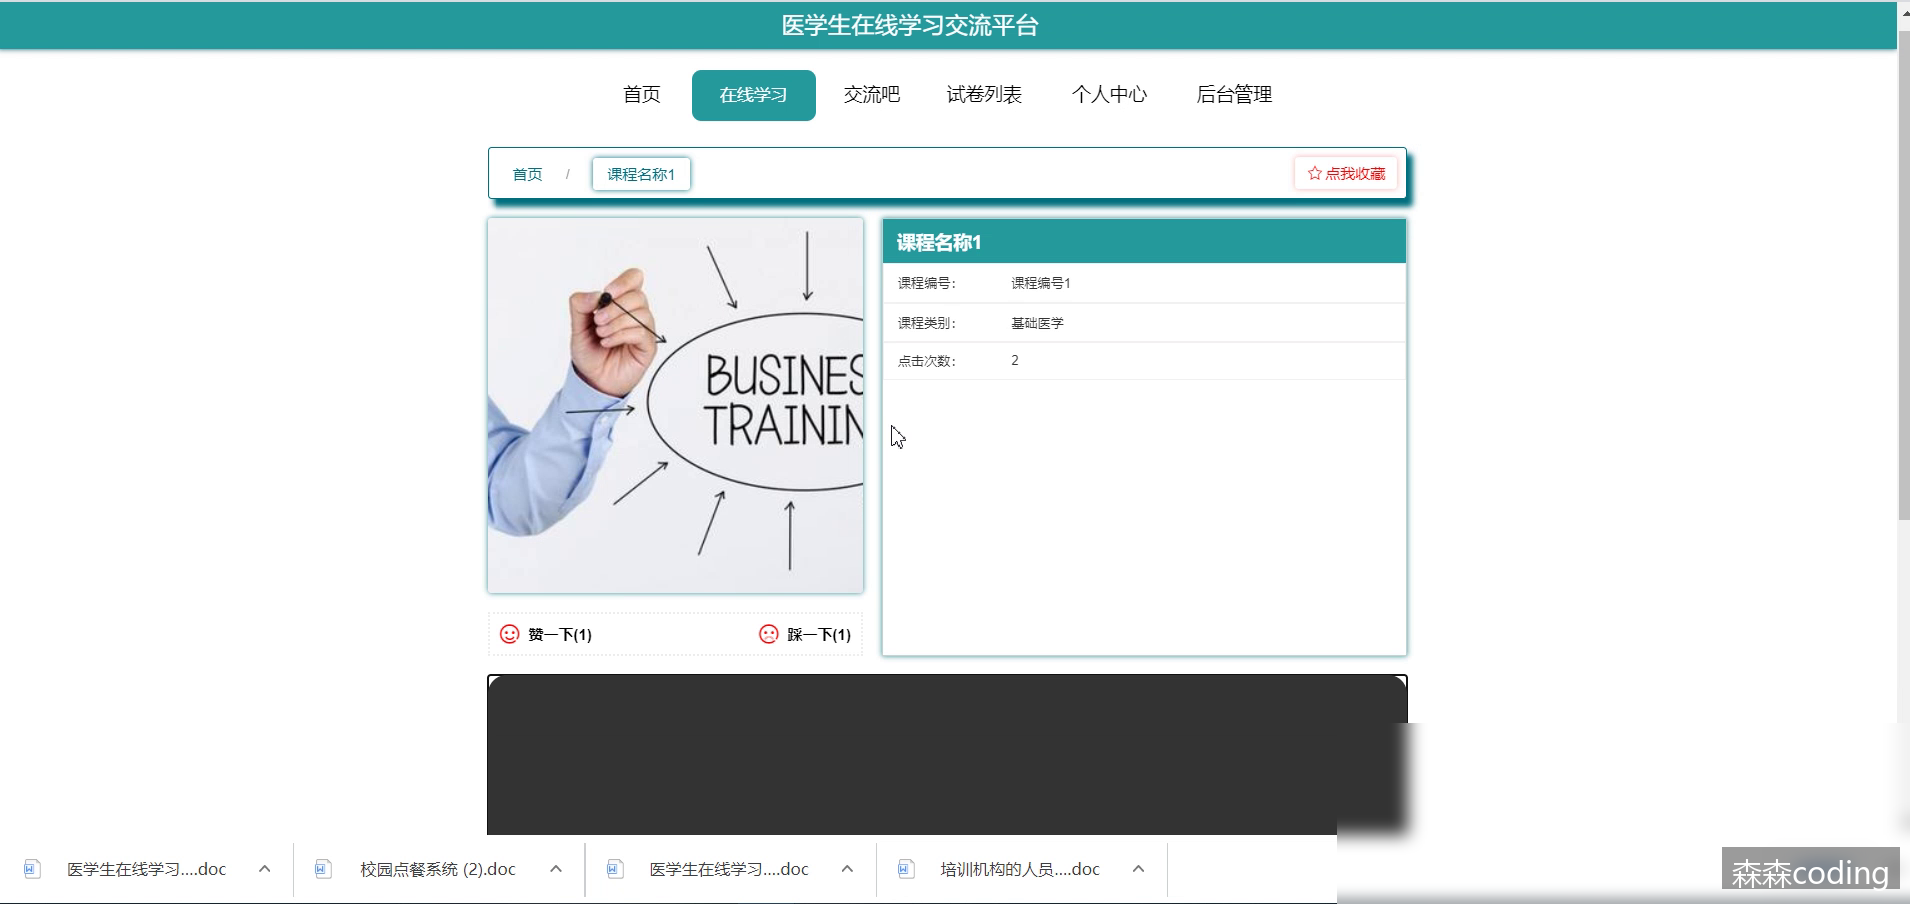 医学生在线学习交流平台
首页 在线学习 交流吧 试卷列表 个人中心 后台管理
首页 / 课程名称1 点我收藏
BUSINES
TRAININ
课程名称1
课程编号： 课程编号1
课程类别： 基础医学
点击次数： 2
赞一下(1) 踩一下(1)
医学生在线学习....doc 校园点餐系统 (2).doc 医学生在线学习....doc 培训机构的人员....doc
森森coding